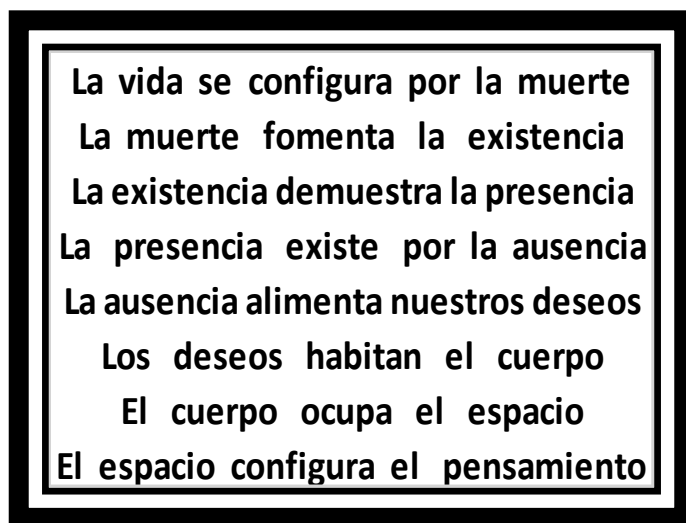 La vida se configura por la muerte
La muerte fomenta la existencia
La existencia demuestra la presencia
La presencia existe por la ausencia
La ausencia alimenta nuestros deseos
Los deseos habitan el cuerpo
El cuerpo ocupa el espacio
El espacio configura el pensamiento